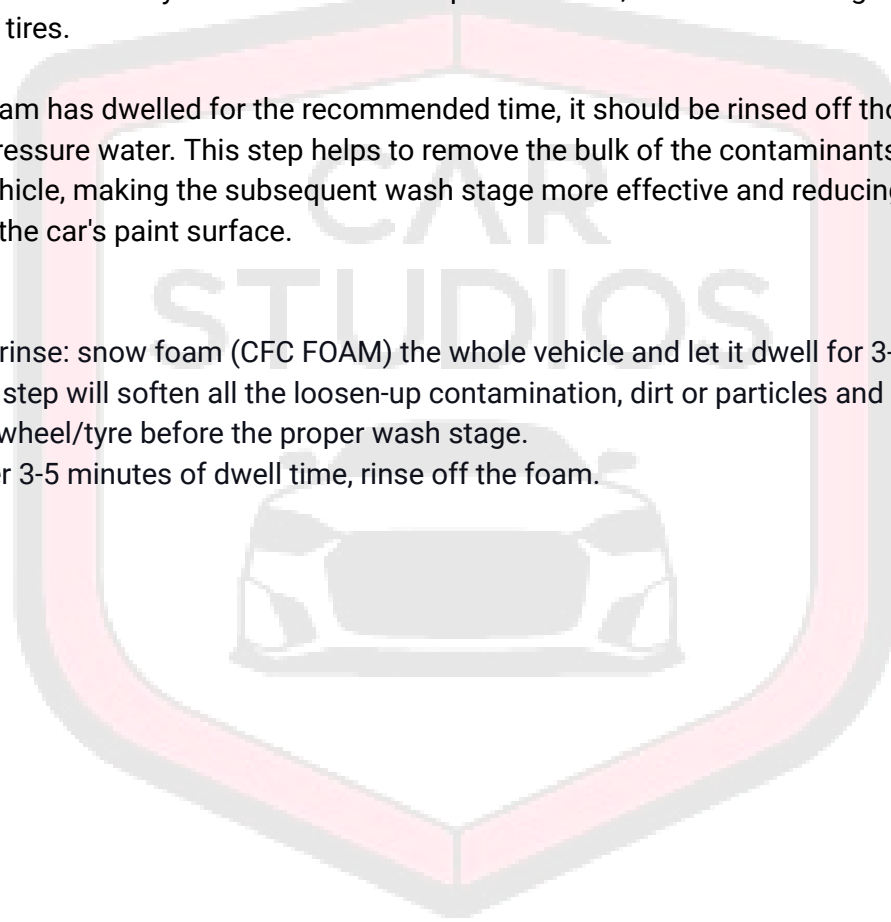 tires.
am has dwelled for the recommended time, it should be rinsed off tho
ressure water. This step helps to remove the bulk of the contaminants
hicle, making the subsequent wash stage more effective and reducing
the car's paint surface.
CAR
STUDIOS
rinse: snow foam (CFC FOAM) the whole vehicle and let it dwell for 3-
step will soften all the loosen-up contamination, dirt or particles and
wheel/tyre before the proper wash stage.
r 3-5 minutes of dwell time, rinse off the foam.